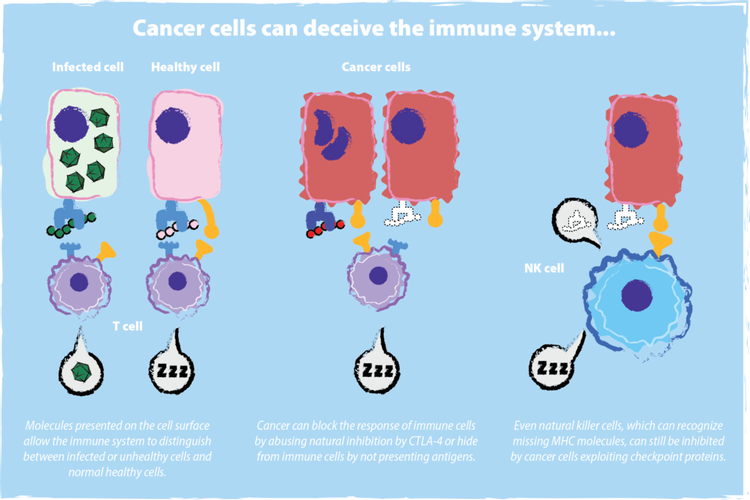 Cancer cells can deceive the immune system...
Infected cell
Healthy cell
Cancer cells
NK cell
T cell
Zzz
Zzz
Zzz
Molecules presented on the cell surface
allow the immune system to distinguish
between infected or unhealthy cells and
normal healthy cells.
Cancer can block the response of immune cells
by abusing natural inhibition by CTLA-4 or hide
from immune cells by not presenting antigens.
Even natural killer cells, which can recognize
missing MHC molecules, can still be inhibited
by cancer cells exploiting checkpoint proteins.